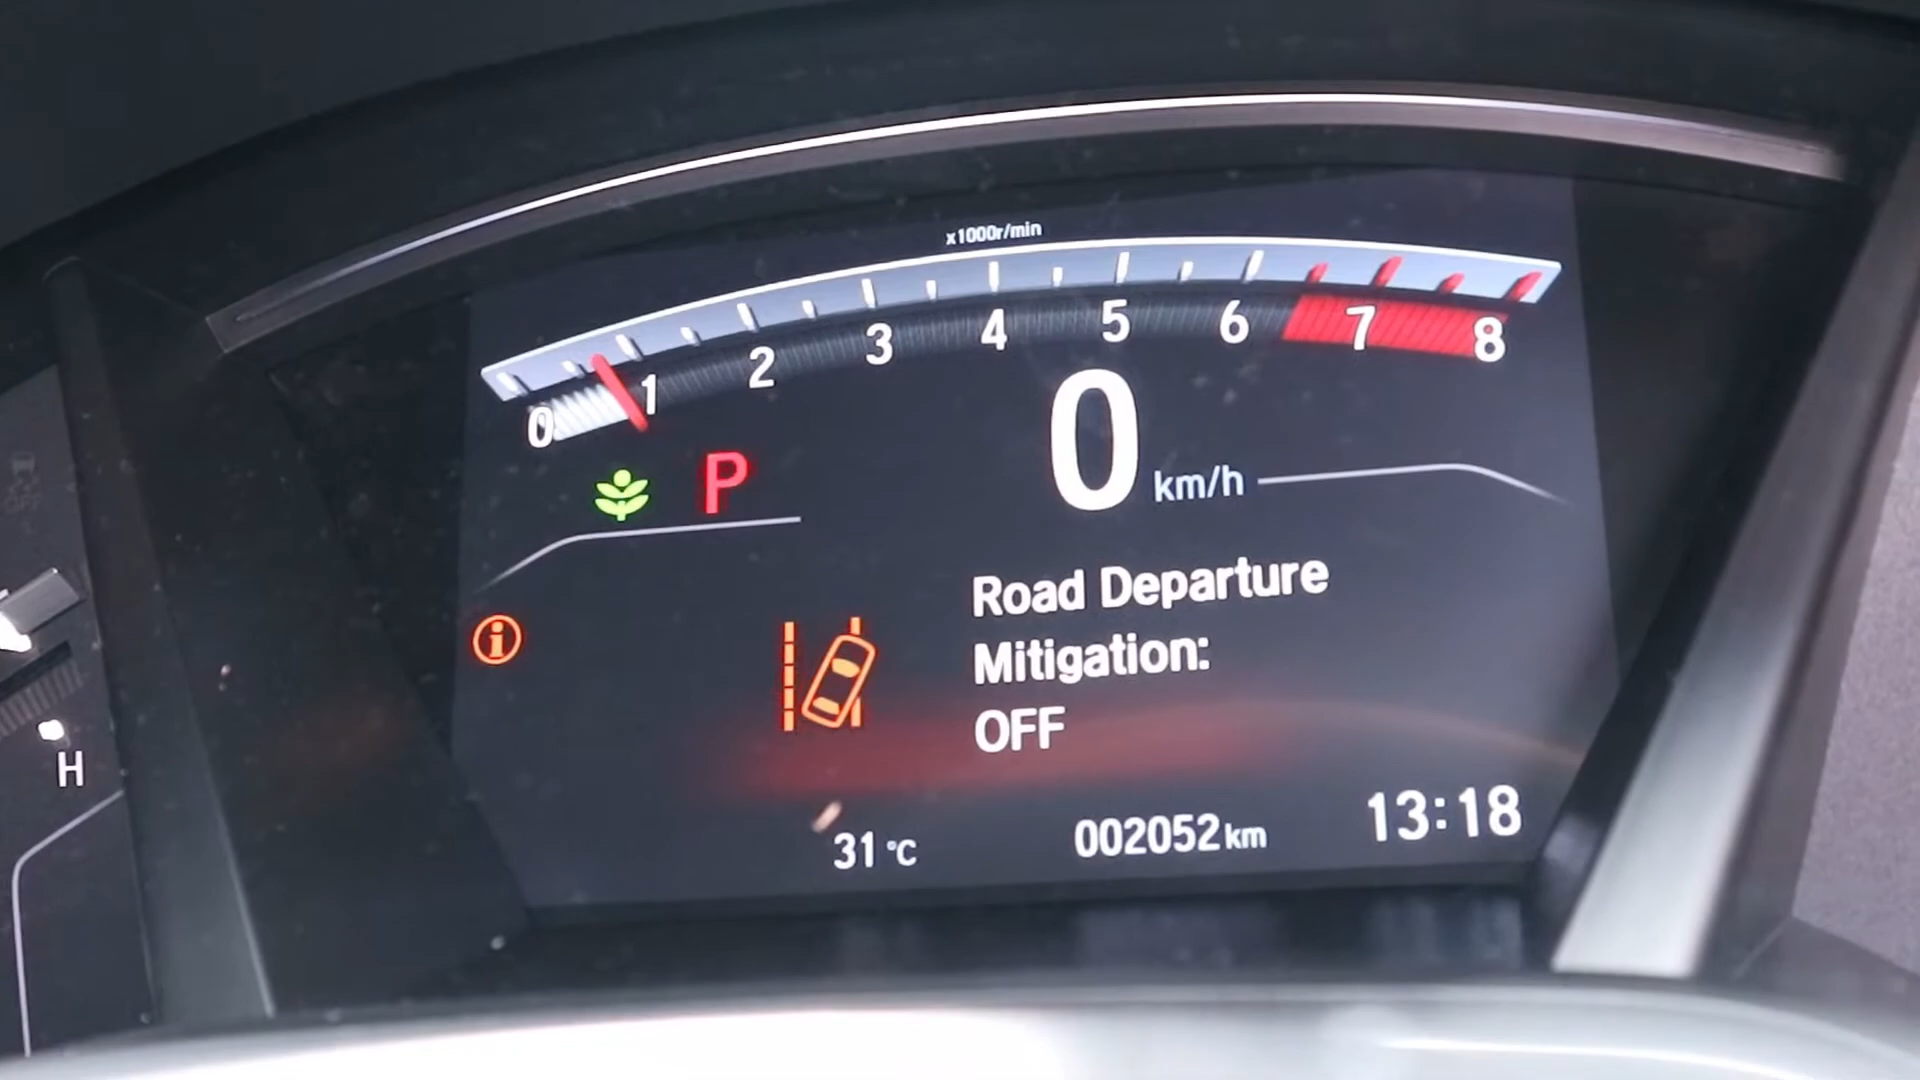 x1000r/min
0 1 2 3 4 5 6 7 8
P
0 km/h
Road Departure
Mitigation:
OFF
H
31 °C
002052 km
13:18